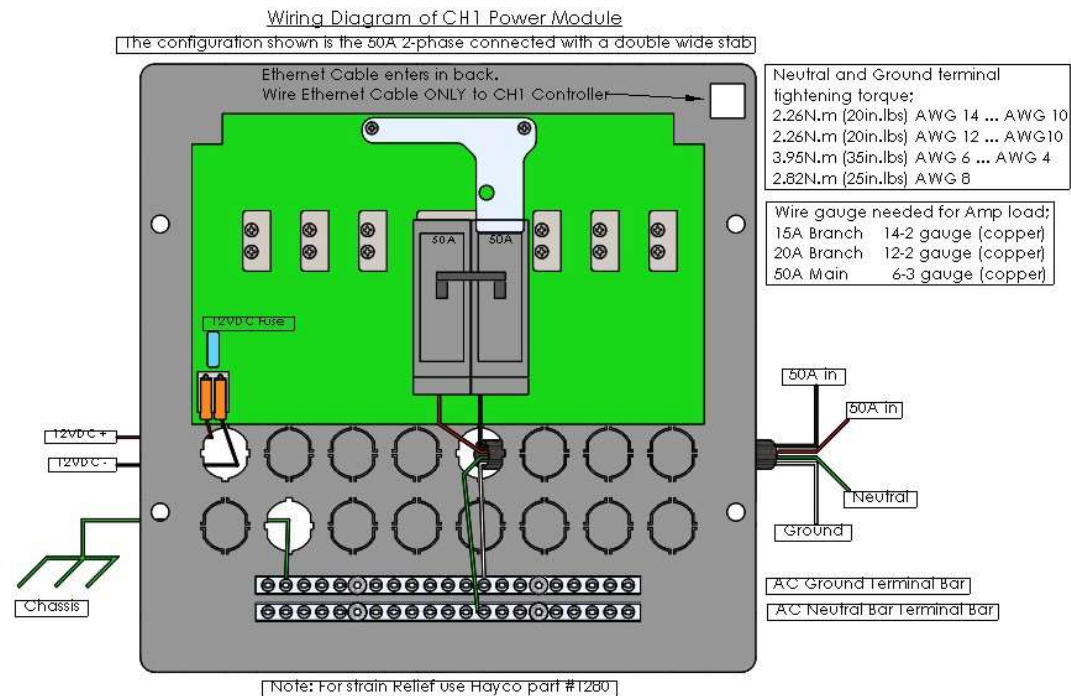 Wiring Diagram of CH1 Power Module
The configuration shown is the 50A 2-phase connected with a double wide stab
Ethernet Cable enters in back.
Wire Ethernet Cable ONLY to CH1 Controller
Neutral and Ground terminal
tightening torque;
2.26N.m (20in.lbs) AWG 14 ... AWG 10
2.26N.m (20in.lbs) AWG 12 ... AWG10
3.95N.m (35in.lbs) AWG 6 ... AWG 4
2.82N.m (25in.lbs) AWG 8
Wire gauge needed for Amp load;
15A Branch 14-2 gauge (copper)
20A Branch 12-2 gauge (copper)
50A Main 6-3 gauge (copper)
50A
50A
12VDC Fuse
50A in
50A in
12VDC +
12VDC -
Neutral
Ground
Chassis
AC Ground Terminal Bar
AC Neutral Bar Terminal Bar
Note: For strain Relief use Hayco part #1280